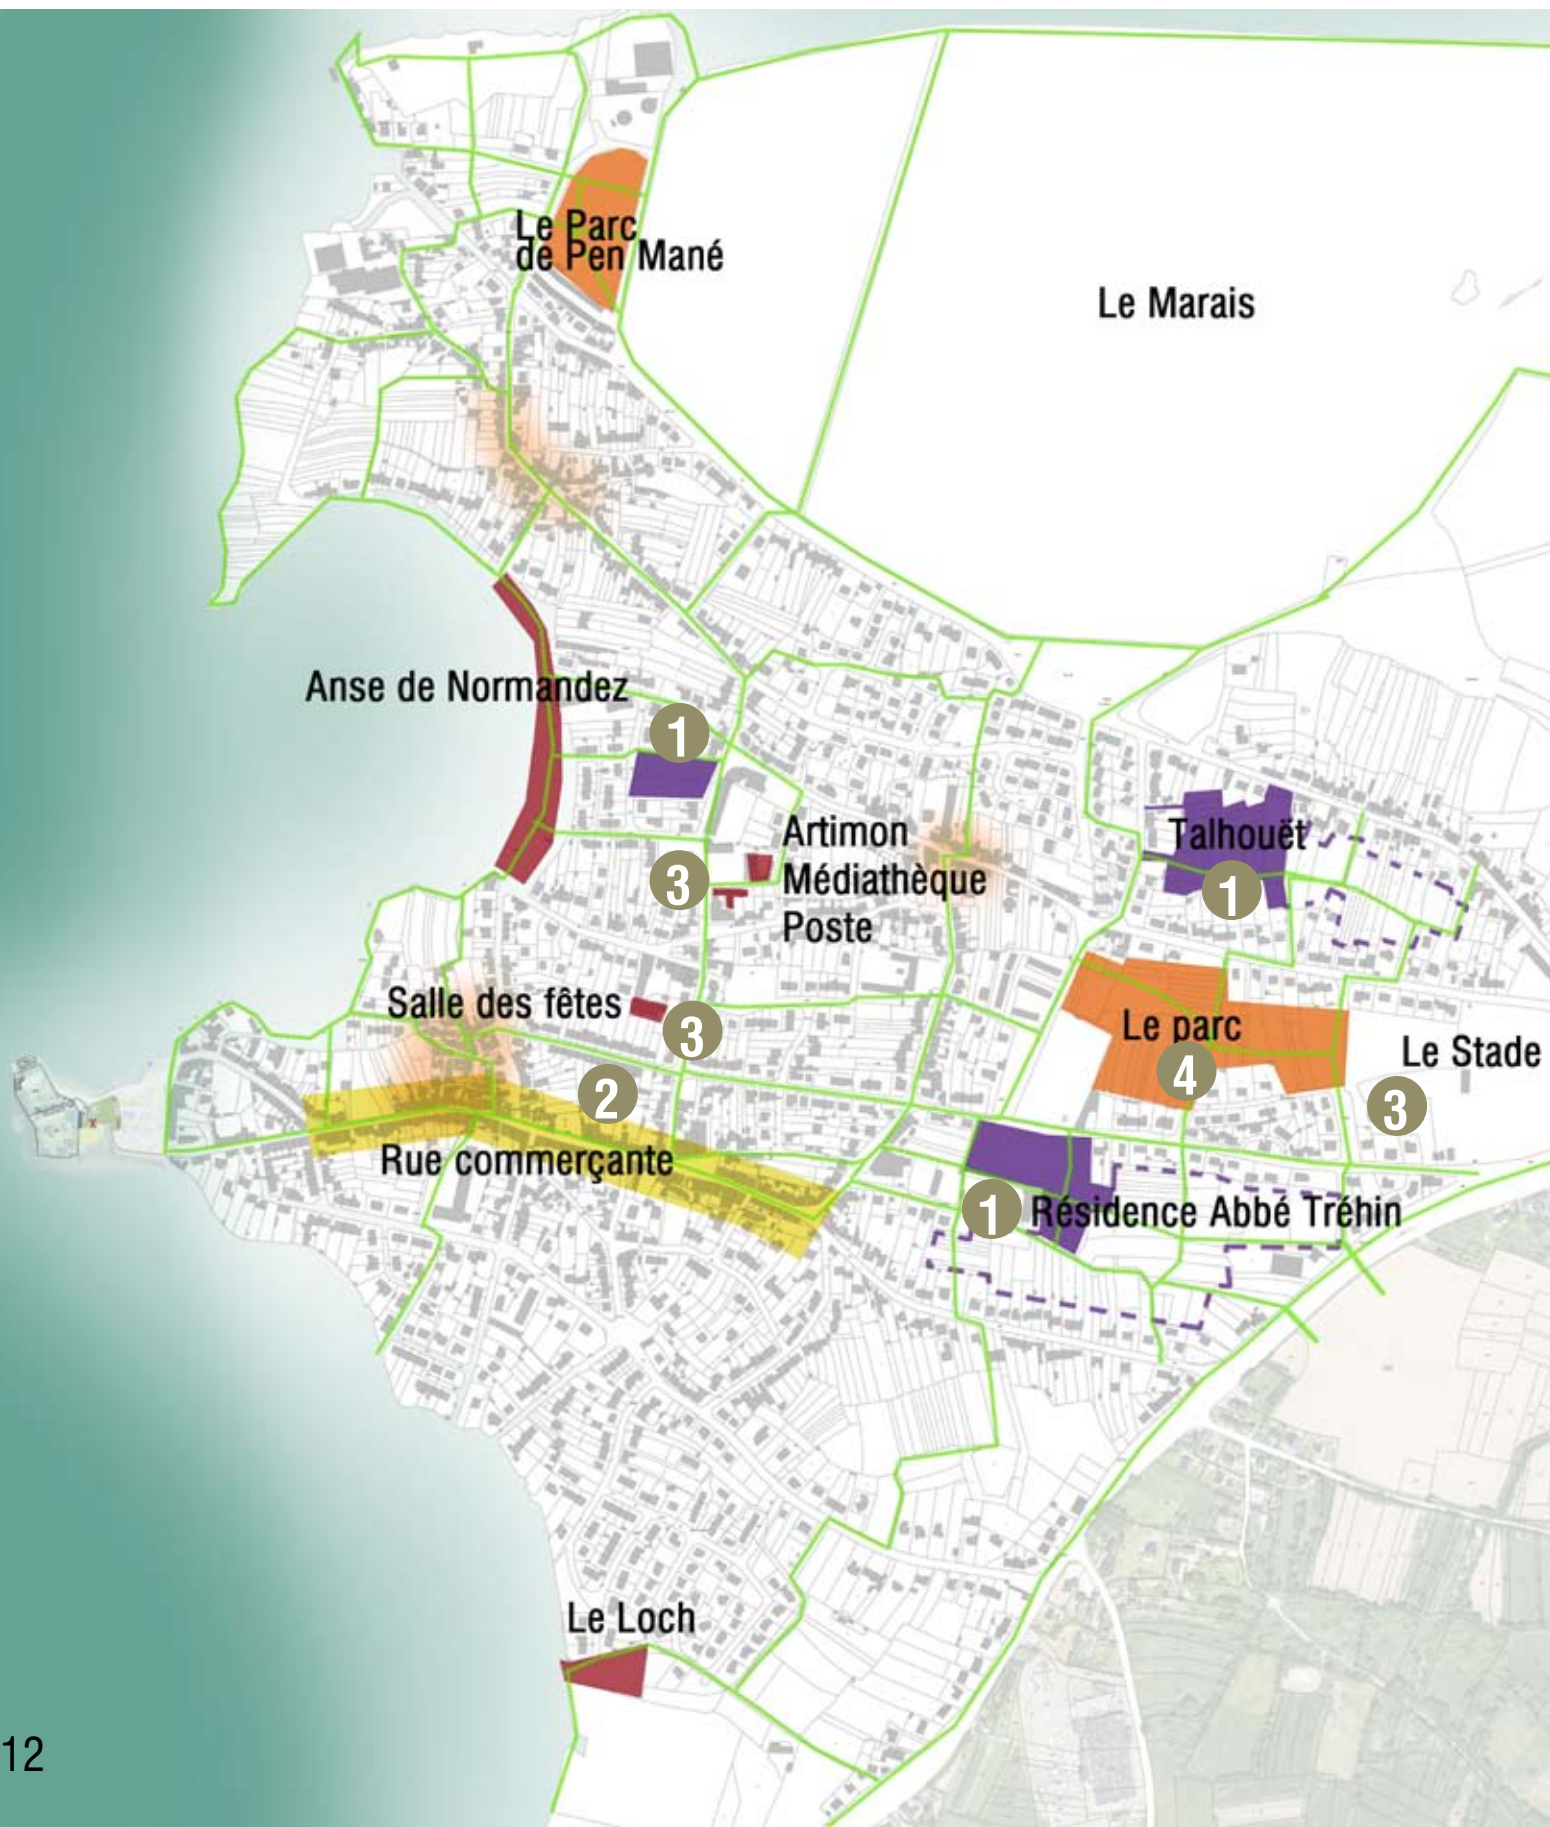 Le Parc
de Pen Mané
Le Marais
Anse de Normandez
1
Artimon
Médiathèque
Poste
3
Talhouët
1
Salle des fêtes
3
Le parc
4
Le Stade
3
2
Rue commerçante
1
Résidence Abbé Tréhin
Le Loch
12